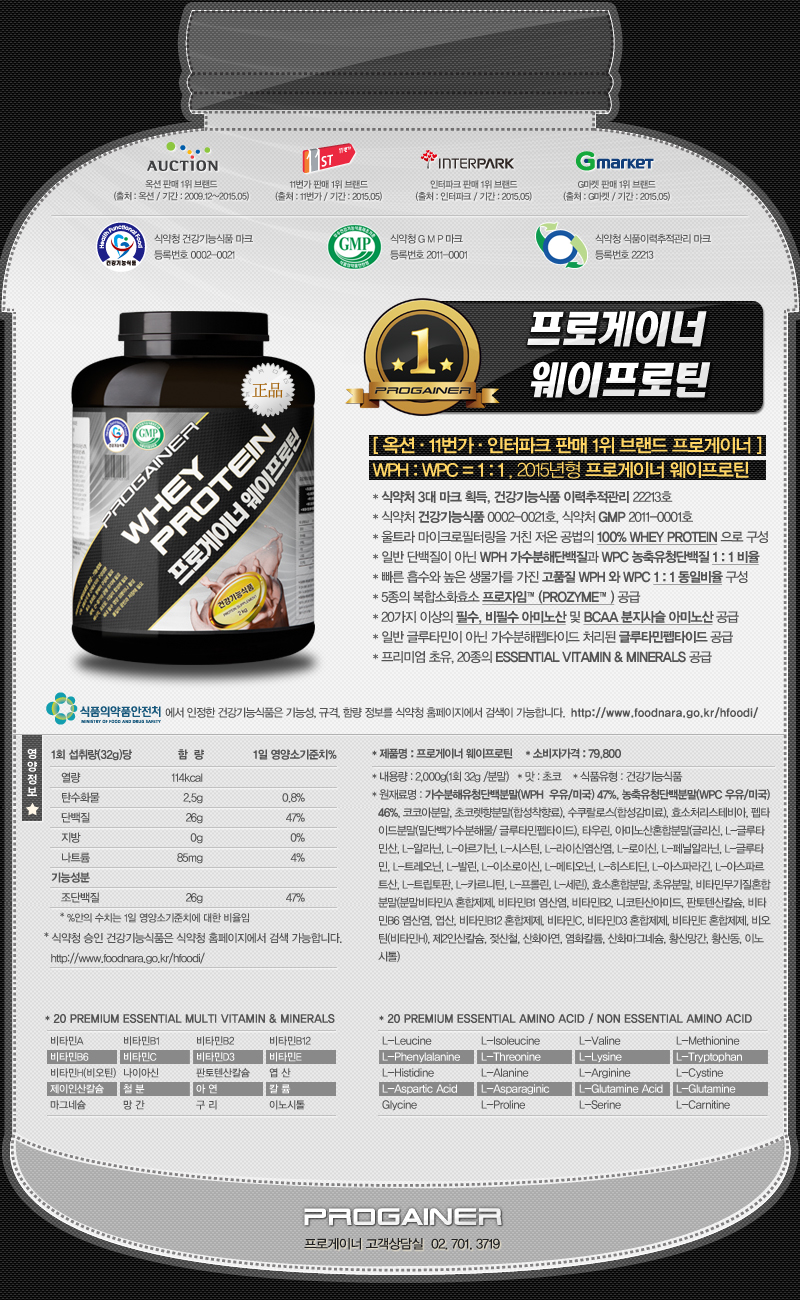 AUCTION
옥션 판매 1위 브랜드
(출처 : 옥션 / 기간 : 2009.12~2015.05)
11ST
11번가
11번가 판매 1위 브랜드
(출처 : 11번가 / 기간 : 2015.05)
INTERPARK
인터파크 판매 1위 브랜드
(출처 : 인터파크 / 기간 : 2015.05)
Gmarket
G마켓 판매 1위 브랜드
(출처 : G마켓 / 기간 : 2015.05)
Health Functional Food
건강기능식품
식약청 건강기능식품 마크
등록번호 0002-0021
GMP
식약청 G M P 마크
등록번호 2011-0001
식약청 식품이력추적관리 마크
등록번호 22213
正品
GMP
PROGAINER
WHEY
PROTEIN
프로게이너 웨이프로틴
건강기능식품
2 kg
1
PROGAINER
프로게이너
웨이프로틴
[ 옥션 · 11번가 · 인터파크 판매 1위 브랜드 프로게이너 ]
WPH : WPC = 1 : 1 , 2015년형 프로게이너 웨이프로틴
* 식약처 3대 마크 획득, 건강기능식품 이력추적관리 22213호
* 식약처 건강기능식품 0002-0021호, 식약처 GMP 2011-0001호
* 울트라 마이크로필터링을 거친 저온 공법의 100% WHEY PROTEIN 으로 구성
* 일반 단백질이 아닌 WPH 가수분해단백질과 WPC 농축유청단백질 1 : 1 비율
* 빠른 흡수와 높은 생물가를 가진 고품질 WPH 와 WPC 1 : 1 동일비율 구성
* 5종의 복합소화효소 프로자임™ (PROZYME™ ) 공급
* 20가지 이상의 필수, 비필수 아미노산 및 BCAA 분지사슬 아미노산 공급
* 일반 글루타민이 아닌 가수분해펩타이드 처리된 글루타민펩타이드 공급
* 프리미엄 초유, 20종의 ESSENTIAL VITAMIN & MINERALS 공급
식품의약품안전처 에서 인정한 건강기능식품은 기능성, 규격, 함량 정보를 식약청 홈페이지에서 검색이 가능합니다. http://www.foodnara.go.kr/hfoodi/
MINISTRY OF FOOD AND DRUG SAFETY
영양정보
1회 섭취량(32g)당 함 량 1일 영양소기준치%
열량 114kcal
탄수화물 2,5g 0,8%
단백질 26g 47%
지방 0g 0%
나트륨 85mg 4%
기능성분
조단백질 26g 47%
* %안의 수치는 1일 영양소기준치에 대한 비율임
* 식약청 승인 건강기능식품은 식약청 홈페이지에서 검색 가능합니다.
http://www.foodnara.go.kr/hfoodi/
* 제품명 : 프로게이너 웨이프로틴 * 소비자가격 : 79,800
* 내용량 : 2,000g(1회 32g /분말) * 맛 : 초코 * 식품유형 : 건강기능식품
* 원재료명 : 가수분해유청단백분말(WPH 우유/미국) 47%, 농축유청단백분말(WPC 우유/미국)
46%, 코코아분말, 초코렛향분말(합성착향료), 수쿠랄로스(합성감미료), 효소처리스테비아, 펩타
이드분말(밀단백가수분해물/ 글루타민펩타이드), 타우린, 아미노산혼합분말(글리신, L-글루타
민산, L-알라닌, L-아르기닌, L-시스틴, L-라이신염산염, L-로이신, L-페닐알라닌, L-글루타
민, L-트레오닌, L-발린, L-이소로이신, L-메티오닌, L-히스티딘, L-아스파라긴, L-아스파르
트산, L-트립토판, L-카르니틴, L-프롤린, L-세린), 효소혼합분말, 초유분말, 비타민무기질혼합
분말(분말비타민A 혼합제제, 비타민B1 염산염, 비타민B2, 니코틴산아미드, 판토텐산칼슘, 비타
민B6 염산염, 엽산, 비타민B12 혼합제제, 비타민C, 비타민D3 혼합제제, 비타민E 혼합제제, 비오
틴(비타민H), 제2인산칼슘, 젖산철, 산화아연, 염화칼륨, 산화마그네슘, 황산망간, 황산동, 이노
시톨)
* 20 PREMIUM ESSENTIAL MULTI VITAMIN & MINERALS
비타민A 비타민B1 비타민B2 비타민B12
비타민B6 비타민C 비타민D3 비타민E
비타민H(비오틴) 나이아신 판토텐산칼슘 엽 산
제이인산칼슘 철 분 아 연 칼 륨
마그네슘 망 간 구 리 이노시톨
* 20 PREMIUM ESSENTIAL AMINO ACID / NON ESSENTIAL AMINO ACID
L-Leucine L-Isoleucine L-Valine L-Methionine
L-Phenylalanine L-Threonine L-Lysine L-Tryptophan
L-Histidine L-Alanine L-Arginine L-Cystine
L-Aspartic Acid L-Asparaginic L-Glutamine Acid L-Glutamine
Glycine L-Proline L-Serine L-Carnitine
PROGAINER
프로게이너 고객상담실 02. 701. 3719